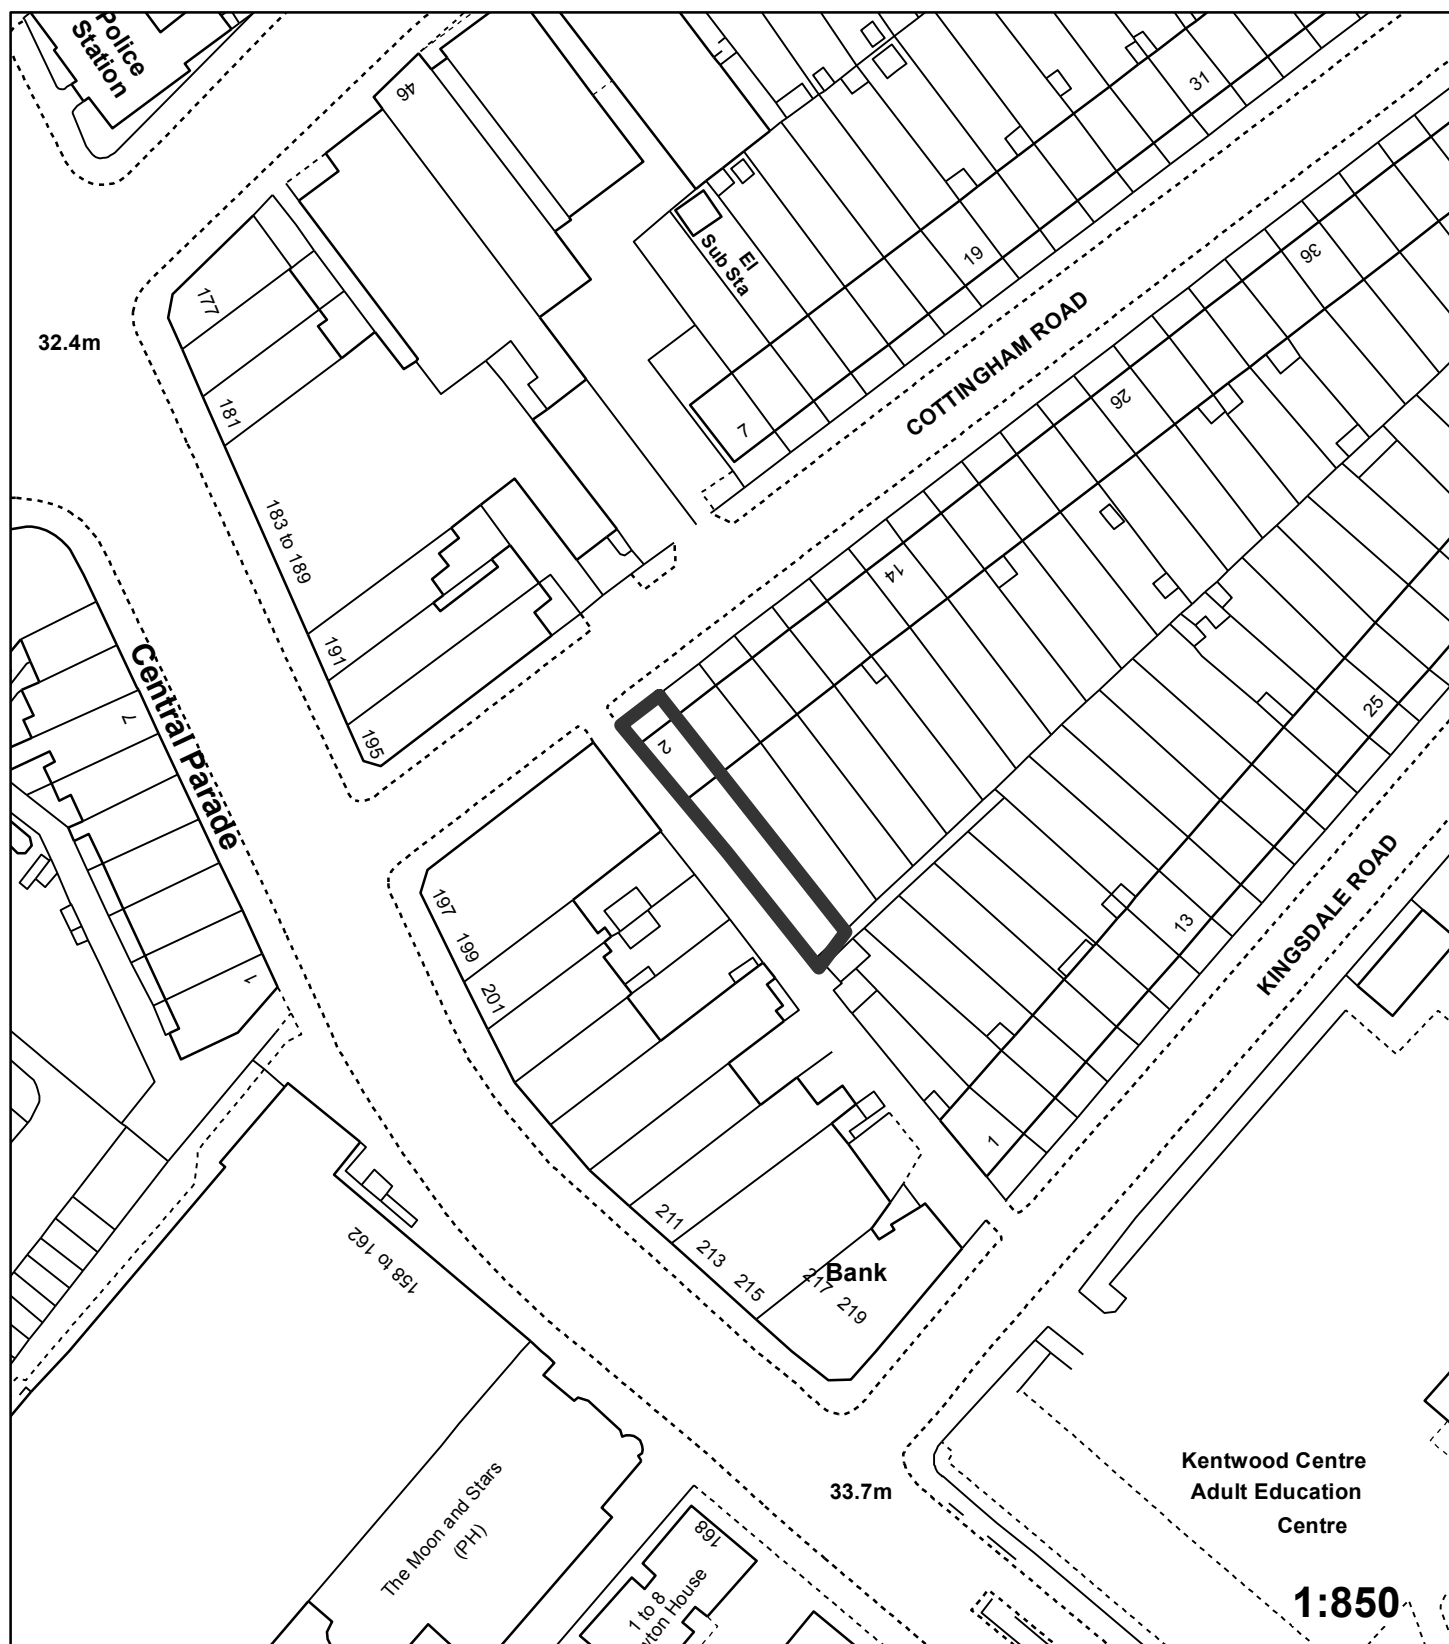 Police
Station
46
31
El
Sub Sta
19
36
177
32.4m
COTTINGHAM ROAD
7
26
181
183 to 189
14
191
Central Parade
7
195
2
25
197
199
201
13
KINGSDALE ROAD
1
1
211
213
215
217
219
Bank
158 to 162
The Moon and Stars
(PH)
33.7m
168
1 to 8
yton House
Kentwood Centre
Adult Education
Centre
1:850